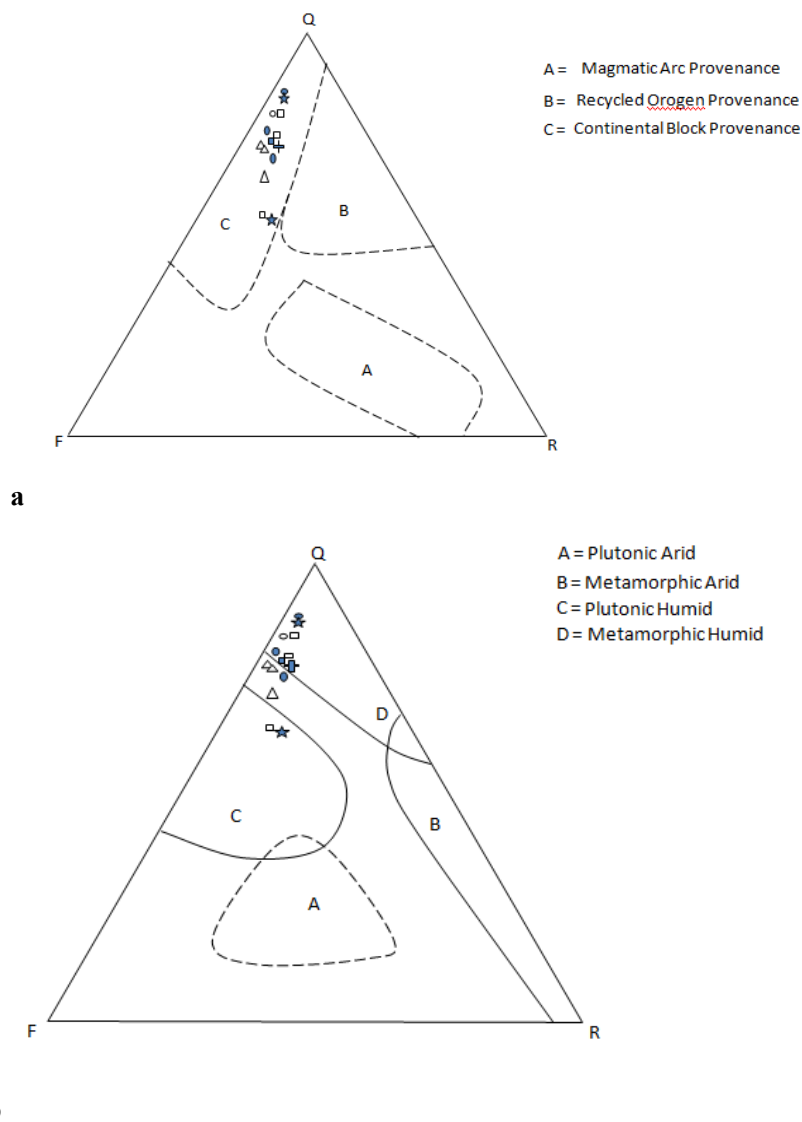 Q
A = Magmatic Arc Provenance
B = Recycled Orogen Provenance
C = Continental Block Provenance
B
C
A
F
R
a
Q
A = Plutonic Arid
B = Metamorphic Arid
C = Plutonic Humid
D = Metamorphic Humid
D
C
B
A
F
R